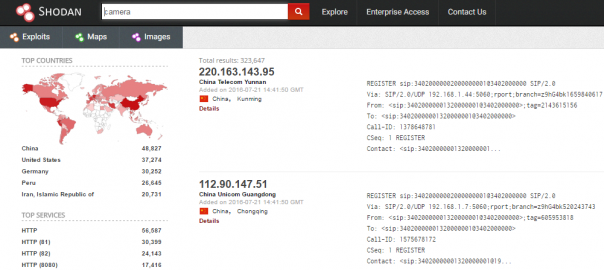 SHODAN
camera
Explore
Enterprise Access
Contact Us
Exploits
Maps
Images
TOP COUNTRIES
China 48,827
United States 37,274
Germany 30,252
Peru 26,645
Iran, Islamic Republic of 20,731
TOP SERVICES
HTTP 56,587
HTTP (81) 30,399
HTTP (82) 24,143
HTTP (8080) 17,416
Total results: 323,647
220.163.143.95
China Telecom Yunnan
Added on 2016-07-21 14:41:50 GMT
China, Kunming
Details
REGISTER sip:34020000002000000001@3402000000 SIP/2.0
Via: SIP/2.0/UDP 192.168.1.44:5060;rport;branch=z9hG4bk1659840617
From: <sip:34020000001320000001@3402000000>;tag=2143615156
To: <sip:34020000001320000001@3402000000>
Call-ID: 1378648781
CSeq: 1 REGISTER
Contact: <sip:34020000001320000001...
112.90.147.51
China Unicom Guangdong
Added on 2016-07-21 14:41:50 GMT
China, Chongqing
Details
REGISTER sip:34020000002000000001@3402000000 SIP/2.0
Via: SIP/2.0/UDP 192.168.1.7:5060;rport;branch=z9hG4bk520243743
From: <sip:34020000001320000001@3402000000>;tag=605953818
To: <sip:34020000001320000001@3402000000>
Call-ID: 1575678172
CSeq: 1 REGISTER
Contact: <sip:34020000001320000001@19...